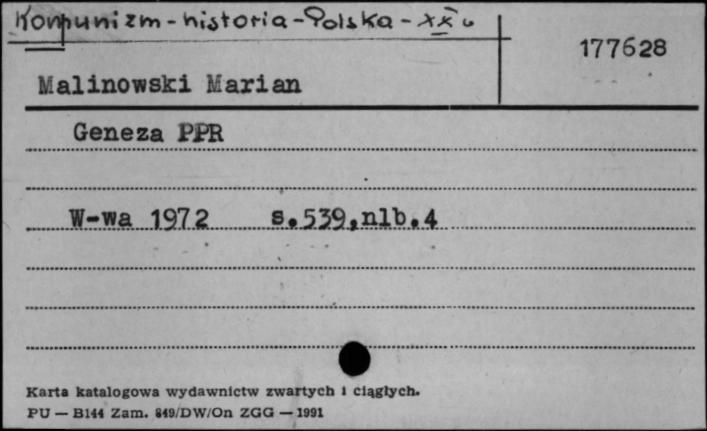 Kompunizm - historia - Polska - XX w
177628
Malinowski Marian
Geneza PPR
W-wa 1972 s.539,nlb.4
Karta katalogowa wydawnictw zwartych i ciągłych.
PU — B144 Zam. 849/DW/On ZGG — 1991